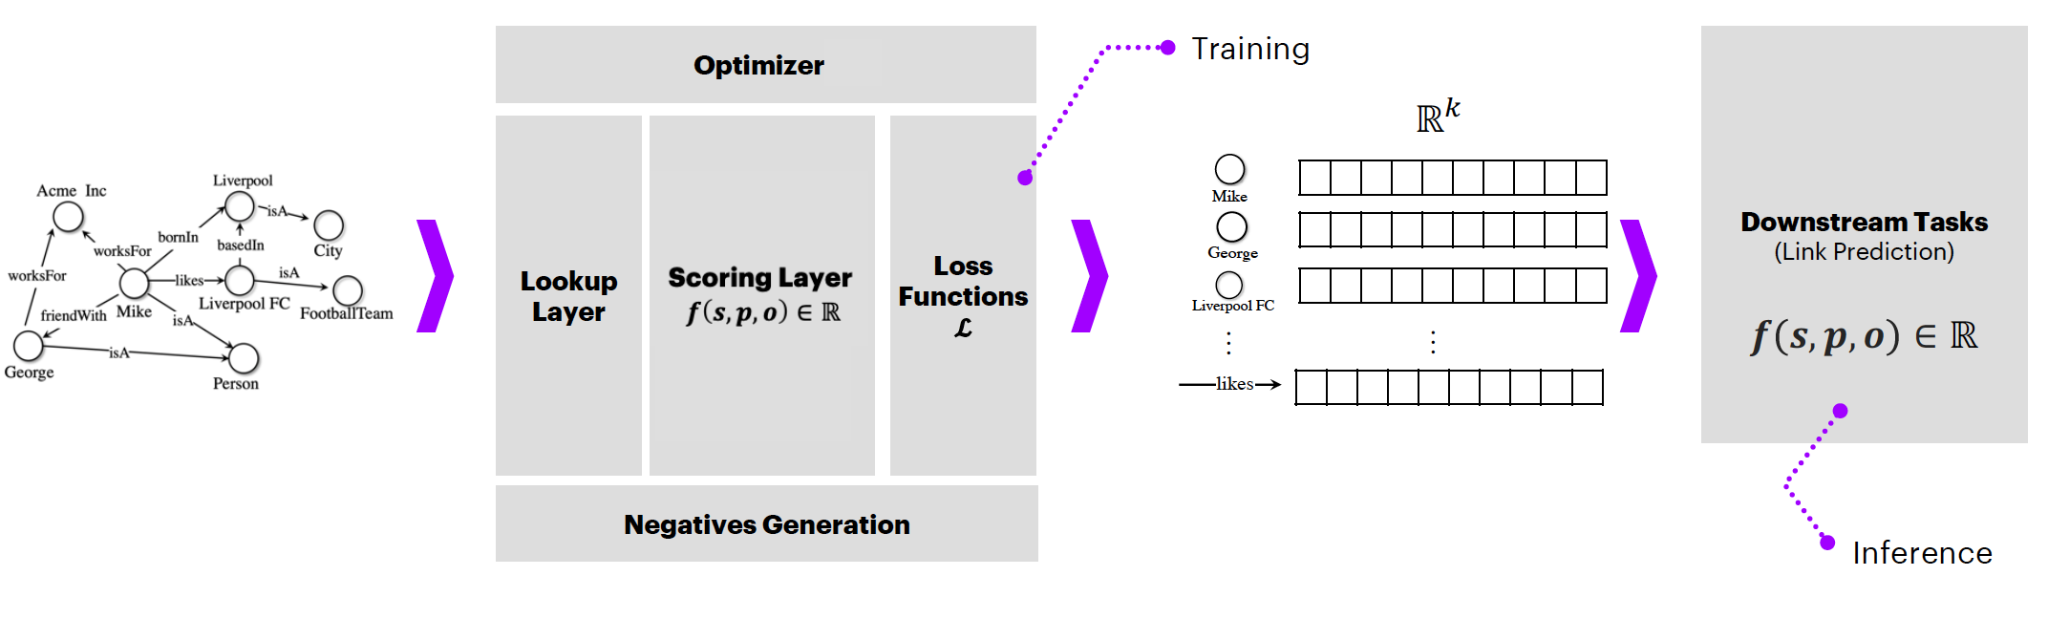 Acme Inc
Liverpool
isA
City
bornIn
basedIn
worksFor
worksFor
likes
isA
Liverpool FC
FootballTeam
friendWith
Mike
isA
isA
George
Person
Optimizer
Lookup
Layer
Scoring Layer
f(s,p,o) ∈ ℝ
Loss
Functions
ℒ
Negatives Generation
Training
ℝᵏ
Mike
George
Liverpool FC
⋮ ⋮
likes
Downstream Tasks
(Link Prediction)
f(s,p,o) ∈ ℝ
Inference